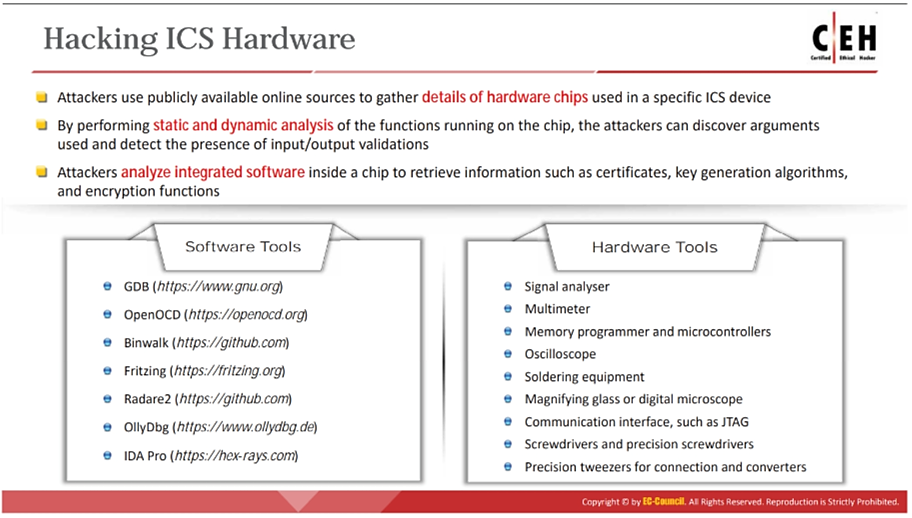 Hacking ICS Hardware
C|EH
Certified Ethical Hacker
Attackers use publicly available online sources to gather details of hardware chips used in a specific ICS device
By performing static and dynamic analysis of the functions running on the chip, the attackers can discover arguments
used and detect the presence of input/output validations
Attackers analyze integrated software inside a chip to retrieve information such as certificates, key generation algorithms,
and encryption functions
Software Tools
GDB (https://www.gnu.org)
OpenOCD (https://openocd.org)
Binwalk (https://github.com)
Fritzing (https://fritzing.org)
Radare2 (https://github.com)
OllyDbg (https://www.ollydbg.de)
IDA Pro (https://hex-rays.com)
Hardware Tools
Signal analyser
Multimeter
Memory programmer and microcontrollers
Oscilloscope
Soldering equipment
Magnifying glass or digital microscope
Communication interface, such as JTAG
Screwdrivers and precision screwdrivers
Precision tweezers for connection and converters
Copyright © by EC-Council. All Rights Reserved. Reproduction is Strictly Prohibited.